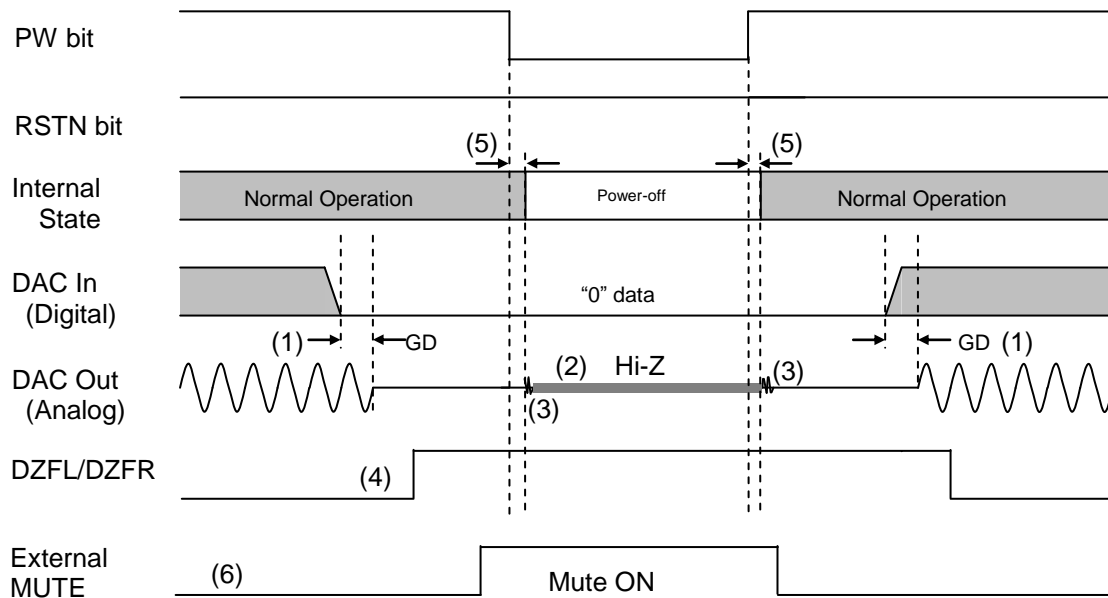 PW bit
RSTN bit
(5) (5)
Internal
State
Normal Operation Power-off Normal Operation
DAC In
(Digital)
“0” data
(1) GD GD (1)
DAC Out
(Analog)
(2) Hi-Z (3)
(3)
DZFL/DZFR (4)
External
MUTE
(6) Mute ON